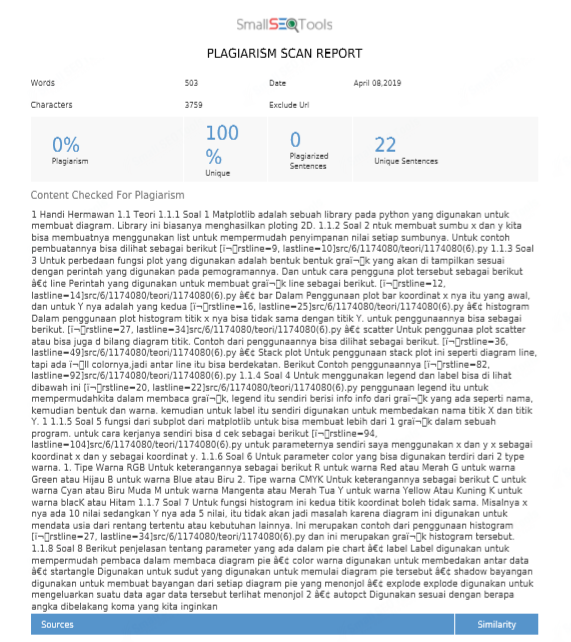 SmallSEOTools
PLAGIARISM SCAN REPORT
Words 503 Date April 08,2019
Characters 3759 Exclude Url
0% Plagiarism
100% Unique
0 Plagiarized Sentences
22 Unique Sentences
Content Checked For Plagiarism
1 Handi Hermawan 1.1 Teori 1.1.1 Soal 1 Matplotlib adalah sebuah library pada python yang digunakan untuk
membuat diagram. Library ini biasanya menghasilkan ploting 2D. 1.1.2 Soal 2 ntuk membuat sumbu x dan y kita
bisa membuatnya menggunakan list untuk mempermudah penyimpanan nilai setiap sumbunya. Untuk contoh
pembuatannya bisa dilihat sebagai berikut [ï¬rstline=9, lastline=10]src/6/1174080/teori/1174080(6).py 1.1.3 Soal
3 Untuk perbedaan fungsi plot yang digunakan adalah bentuk bentuk graï¬k yang akan di tampilkan sesuai
dengan perintah yang digunakan pada pemogramannya. Dan untuk cara pengguna plot tersebut sebagai berikut
â€¢ line Perintah yang digunakan untuk membuat graï¬k line sebagai berikut. [ï¬rstline=12,
lastline=14]src/6/1174080/teori/1174080(6).py â€¢ bar Dalam Penggunaan plot bar koordinat x nya itu yang awal,
dan untuk Y nya adalah yang kedua [ï¬rstline=16, lastline=25]src/6/1174080/teori/1174080(6).py â€¢ histogram
Dalam penggunaan plot histogram titik x nya bisa tidak sama dengan titik Y. untuk penggunaannya bisa sebagai
berikut. [ï¬rstline=27, lastline=34]src/6/1174080/teori/1174080(6).py â€¢ scatter Untuk penggunaa plot scatter
atau bisa juga d bilang diagram titik. Contoh dari penggunaannya bisa dilihat sebagai berikut. [ï¬rstline=36,
lastline=49]src/6/1174080/teori/1174080(6).py â€¢ Stack plot Untuk penggunaan stack plot ini seperti diagram line,
tapi ada ï¬ll colornya,jadi antar line itu bisa berdekatan. Berikut Contoh penggunaannya [ï¬rstline=82,
lastline=92]src/6/1174080/teori/1174080(6).py 1.1.4 Soal 4 Untuk menggunakan legend dan label bisa di lihat
dibawah ini [ï¬rstline=20, lastline=22]src/6/1174080/teori/1174080(6).py penggunaan legend itu untuk
mempermudahkita dalam membaca graï¬k, legend itu sendiri berisi info info dari graï¬k yang ada seperti nama,
kemudian bentuk dan warna. kemudian untuk label itu sendiri digunakan untuk membedakan nama titik X dan titik
Y. 1 1.1.5 Soal 5 fungsi dari subplot dari matplotlib untuk bisa membuat lebih dari 1 graï¬k dalam sebuah
program. untuk cara kerjanya sendiri bisa d cek sebagai berikut [ï¬rstline=94,
lastline=104]src/6/1174080/teori/1174080(6).py untuk parameternya sendiri saya menggunakan x dan y x sebagai
koordinat x dan y sebagai koordinat y. 1.1.6 Soal 6 Untuk parameter color yang bisa digunakan terdiri dari 2 type
warna. 1. Tipe Warna RGB Untuk keterangannya sebagai berikut R untuk warna Red atau Merah G untuk warna
Green atau Hijau B untuk warna Blue atau Biru 2. Tipe warna CMYK Untuk keterangannya sebagai berikut C untuk
warna Cyan atau Biru Muda M untuk warna Mangenta atau Merah Tua Y untuk warna Yellow Atau Kuning K untuk
warna blacK atau Hitam 1.1.7 Soal 7 Untuk fungsi histogram ini kedua titik koordinat boleh tidak sama. Misalnya x
nya ada 10 nilai sedangkan Y nya ada 5 nilai, itu tidak akan jadi masalah karena diagram ini digunakan untuk
mendata usia dari rentang tertentu atau kebutuhan lainnya. Ini merupakan contoh dari penggunaan histogram
[ï¬rstline=27, lastline=34]src/6/1174080/teori/1174080(6).py dan ini merupakan graï¬k histogram tersebut.
1.1.8 Soal 8 Berikut penjelasan tentang parameter yang ada dalam pie chart â€¢ label Label digunakan untuk
mempermudah pembaca dalam membaca diagram pie â€¢ color warna digunakan untuk membedakan antar data
â€¢ startangle Digunakan untuk sudut yang digunakan untuk memulai diagram pie tersebut â€¢ shadow bayangan
digunakan untuk membuat bayangan dari setiap diagram pie yang menonjol â€¢ explode explode digunakan untuk
mengeluarkan suatu data agar data tersebut terlihat menonjol 2 â€¢ autopct Digunakan sesuai dengan berapa
angka dibelakang koma yang kita inginkan
Sources Similarity